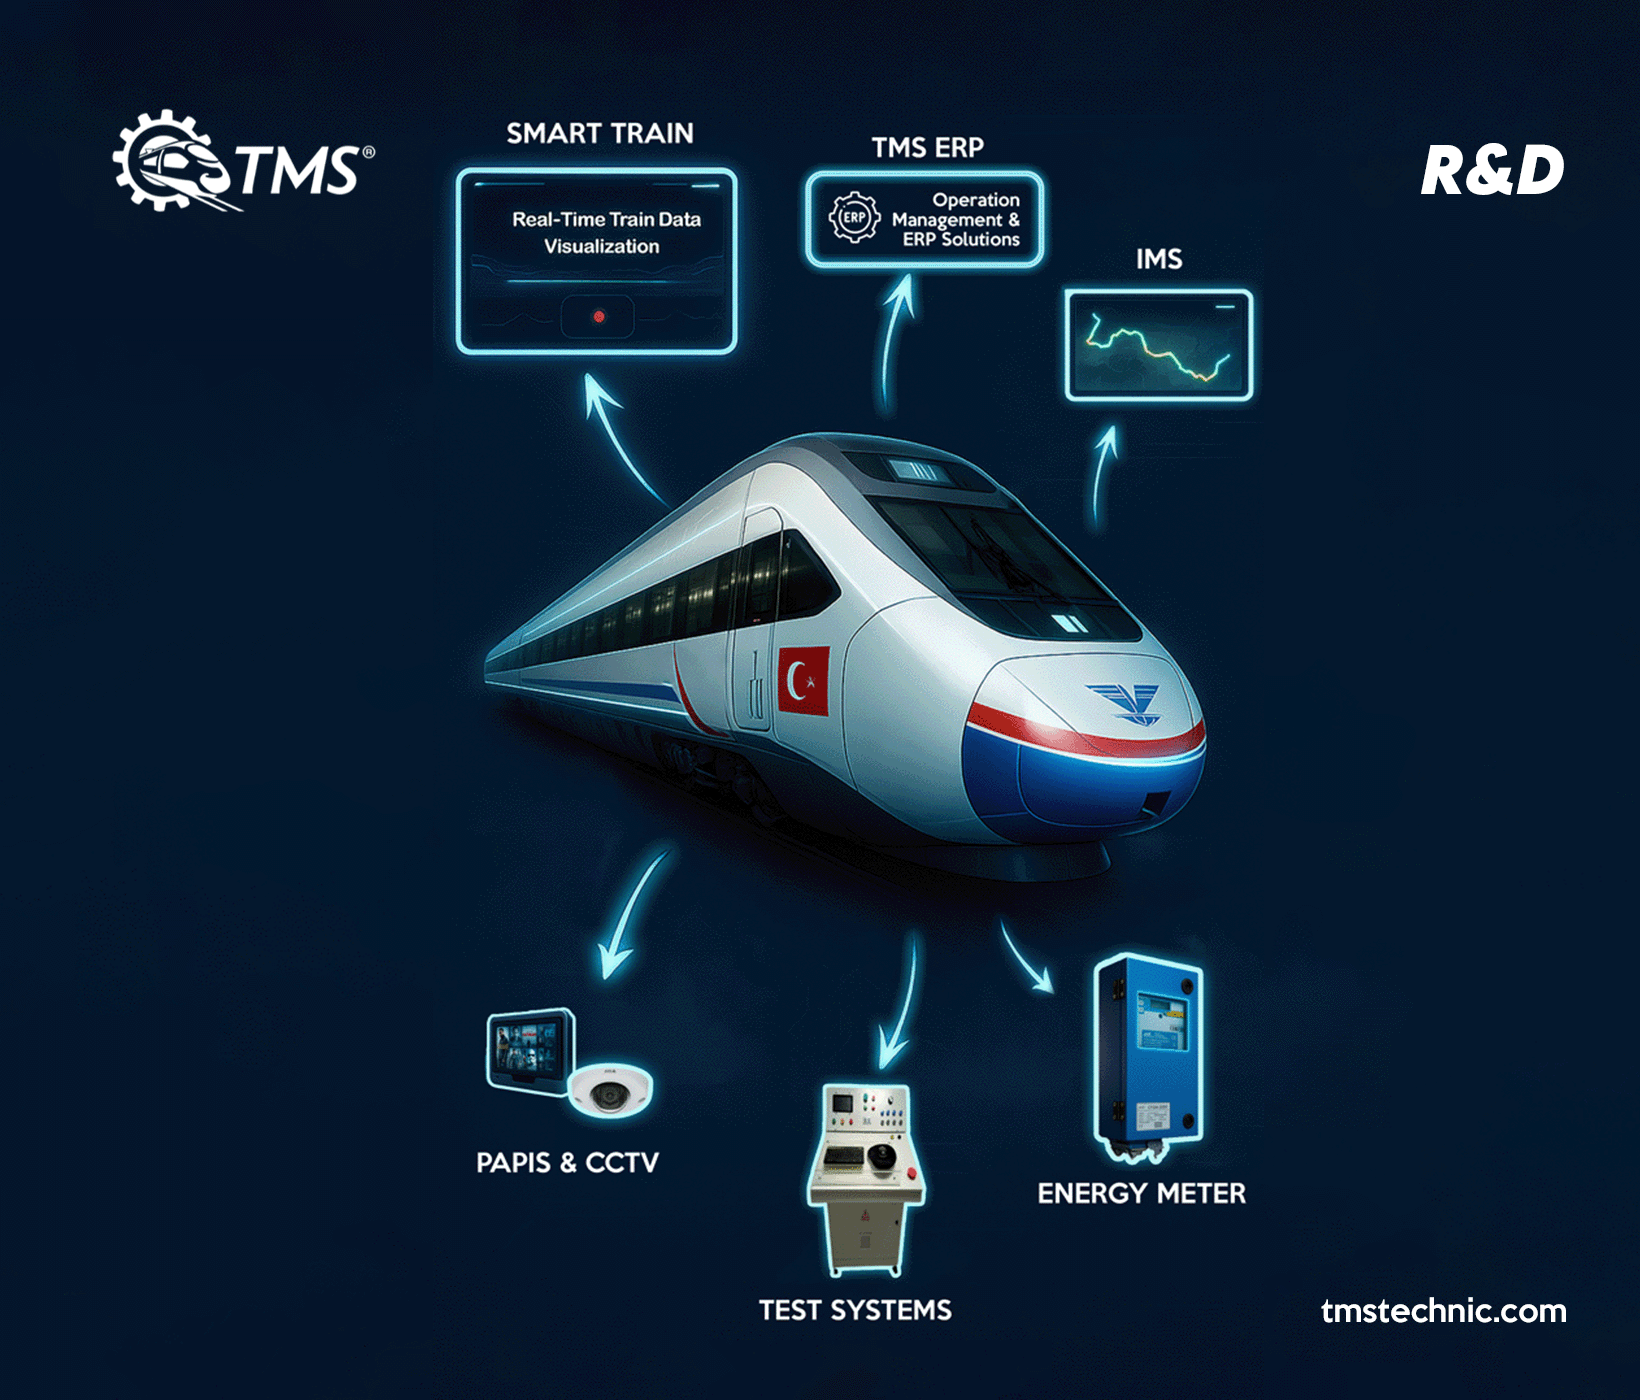 TMS®
SMART TRAIN
Real-Time Train Data
Visualization
TMS ERP
ERP
Operation
Management &
ERP Solutions
R&D
IMS
PAPIS & CCTV
TEST SYSTEMS
ENERGY METER
tmstechnic.com